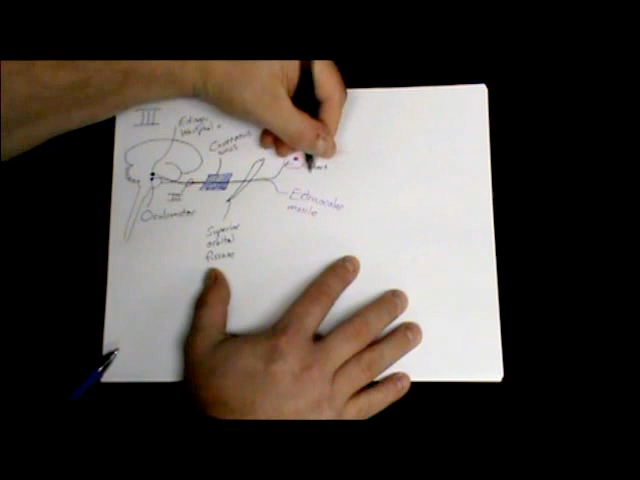 III
Edinger
Westphal
Cavernous
sinus
III
Oculomotor
Extraocular
muscle
Superior
orbital
fissure